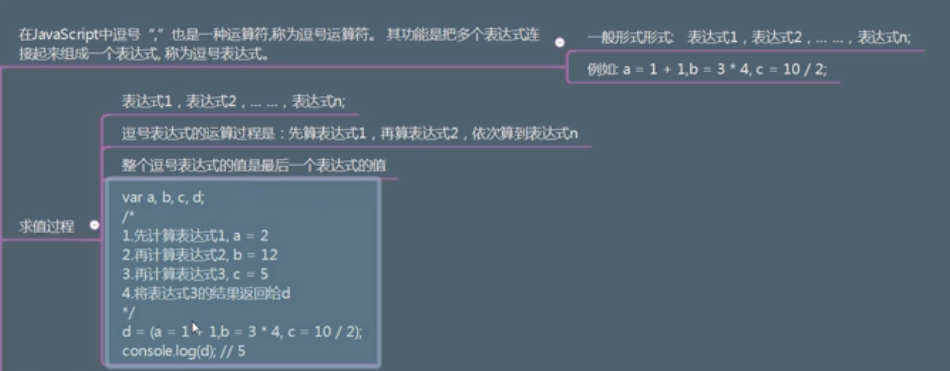 在JavaScript中逗号“,”也是一种运算符,称为逗号运算符。 其功能是把多个表达式连
接起来组成一个表达式, 称为逗号表达式。
一般形式形式:   表达式1，表达式2，... ...，表达式n;
例如: a = 1 + 1,b = 3 * 4, c = 10 / 2;
求值过程
表达式1，表达式2，... ...，表达式n;
逗号表达式的运算过程是：先算表达式1，再算表达式2，依次算到表达式n
整个逗号表达式的值是最后一个表达式的值
var a, b, c, d;
/*
1.先计算表达式1, a = 2
2.再计算表达式2, b = 12
3.再计算表达式3, c = 5
4.将表达式3的结果返回给d
*/
d = (a = 1 + 1,b = 3 * 4, c = 10 / 2);
console.log(d); // 5